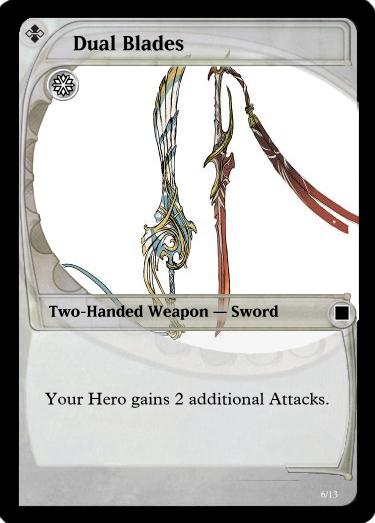 Dual Blades
Two-Handed Weapon — Sword
Your Hero gains 2 additional Attacks.
6/13